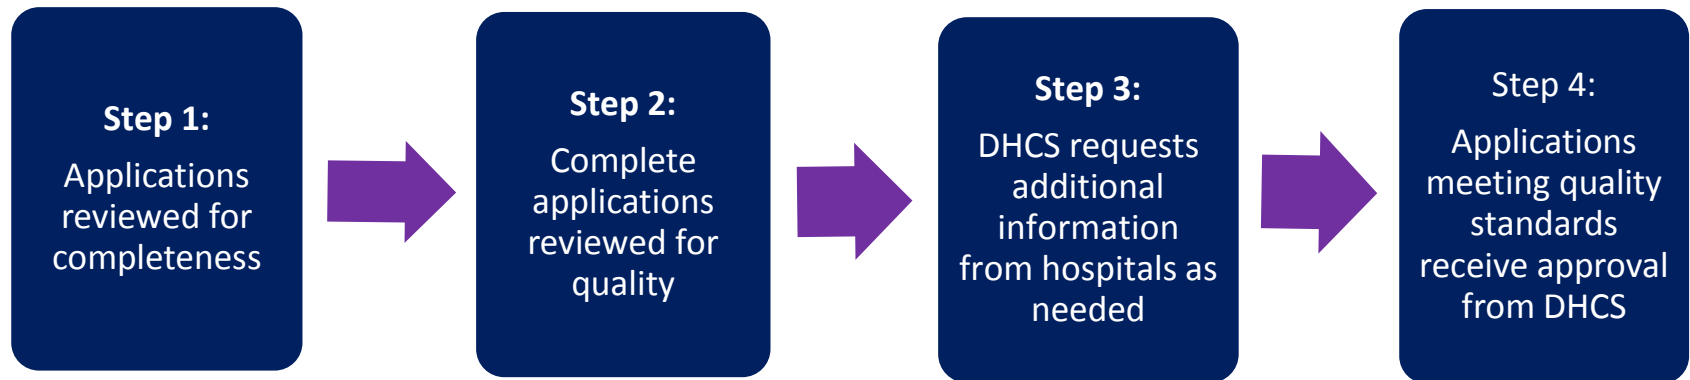 Step 1:
Applications
reviewed for
completeness
Step 2:
Complete
applications
reviewed for
quality
Step 3:
DHCS requests
additional
information
from hospitals as
needed
Step 4:
Applications
meeting quality
standards
receive approval
from DHCS